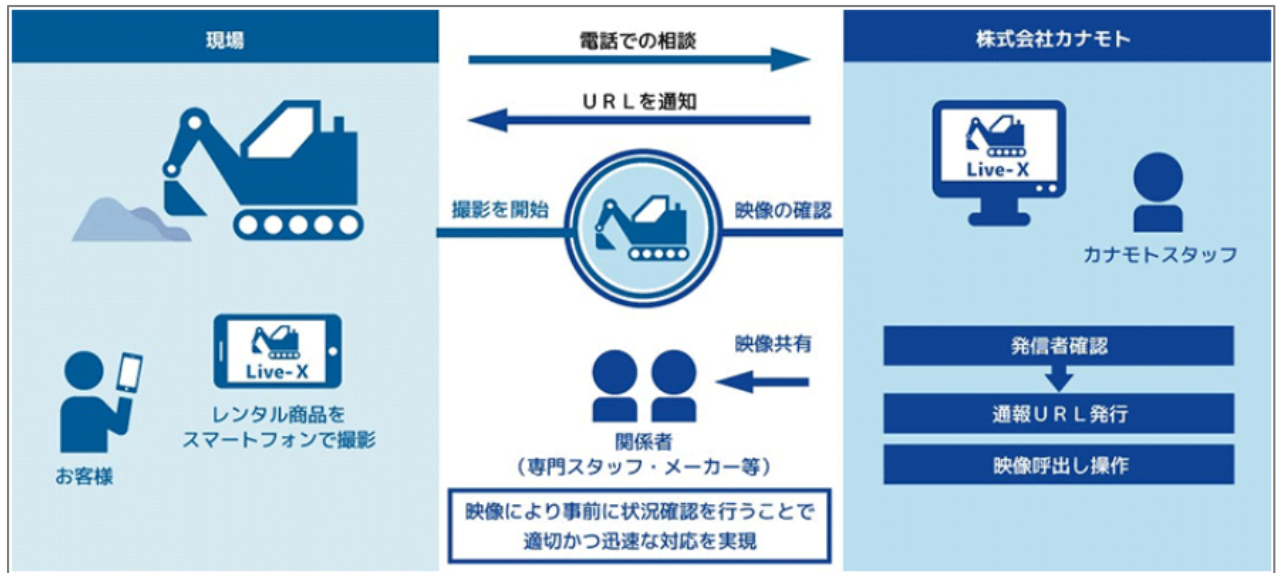 現場
電話での相談
URLを通知
撮影を開始
映像の確認
株式会社カナモト
Live-X
カナモトスタッフ
お客様
Live-X
レンタル商品を
スマートフォンで撮影
映像共有
関係者
（専門スタッフ・メーカー等）
映像により事前に状況確認を行うことで
適切かつ迅速な対応を実現
発信者確認
通報URL発行
映像呼出し操作